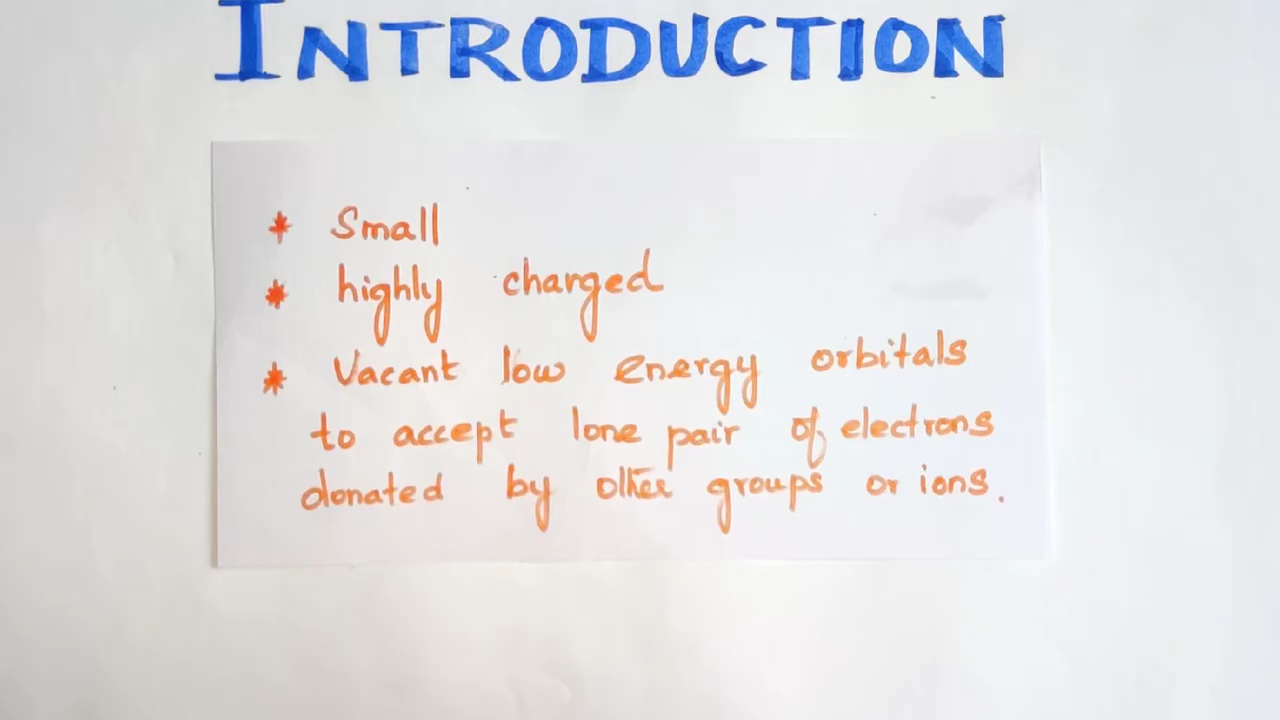 INTRODUCTION
* Small
* highly charged
* Vacant low energy orbitals
to accept lone pair of electrons
donated by other groups or ions.